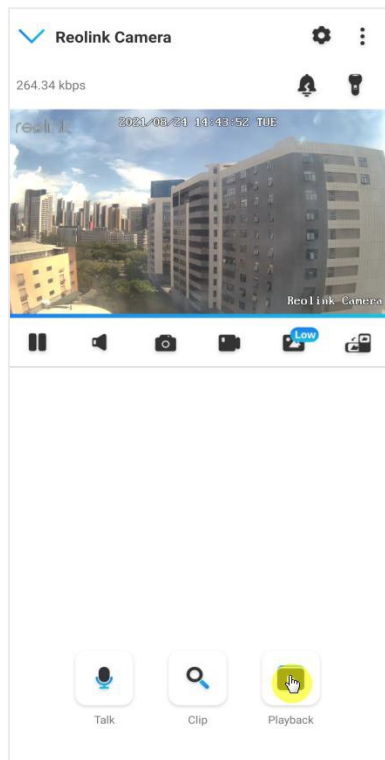 Reolink Camera
264.34 kbps
reolink
2021/08/24 14:43:52 TUE
Reolink Camera
Low
Talk
Clip
Playback